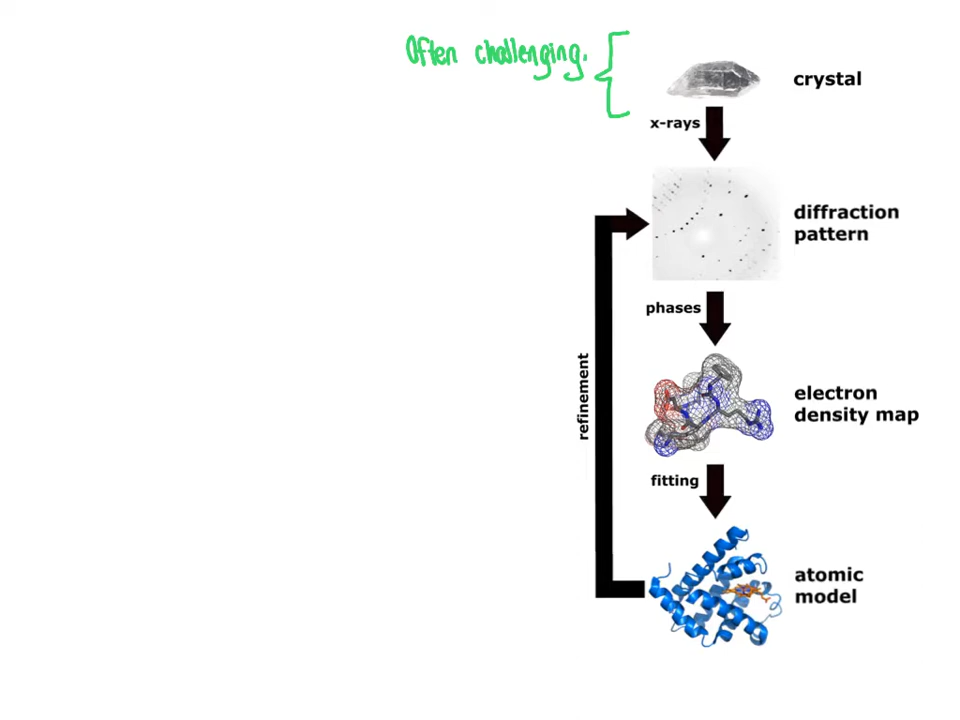 Often challenging.
crystal
x-rays
diffraction
pattern
phases
refinement
electron
density map
fitting
atomic
model